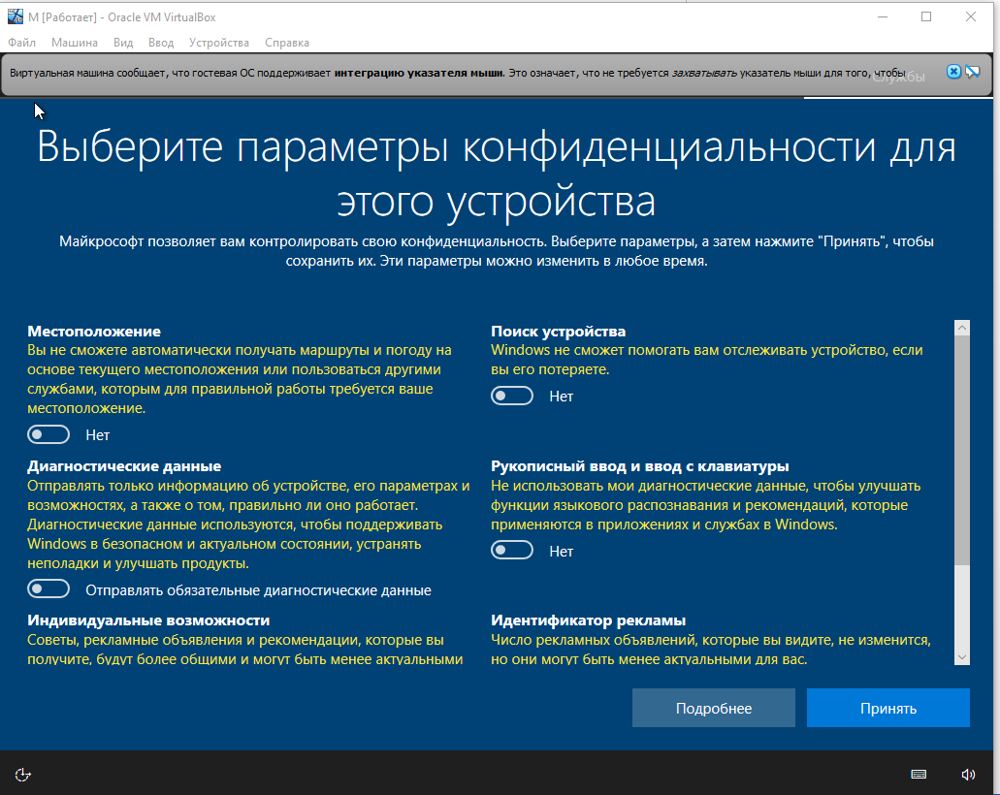 М [Работает] - Oracle VM VirtualBox
Файл Машина Вид Ввод Устройства Справка
Виртуальная машина сообщает, что гостевая ОС поддерживает интеграцию указателя мыши. Это означает, что не требуется захватывать указатель мыши для того, чтобы
Службы
Выберите параметры конфиденциальности для
этого устройства
Майкрософт позволяет вам контролировать свою конфиденциальность. Выберите параметры, а затем нажмите "Принять", чтобы
сохранить их. Эти параметры можно изменить в любое время.
Местоположение
Вы не сможете автоматически получать маршруты и погоду на
основе текущего местоположения или пользоваться другими
службами, которым для правильной работы требуется ваше
местоположение.
Нет
Поиск устройства
Windows не сможет помогать вам отслеживать устройство, если
вы его потеряете.
Нет
Диагностические данные
Отправлять только информацию об устройстве, его параметрах и
возможностях, а также о том, правильно ли оно работает.
Диагностические данные используются, чтобы поддерживать
Windows в безопасном и актуальном состоянии, устранять
неполадки и улучшать продукты.
Отправлять обязательные диагностические данные
Рукописный ввод и ввод с клавиатуры
Не использовать мои диагностические данные, чтобы улучшать
функции языкового распознавания и рекомендаций, которые
применяются в приложениях и службах в Windows.
Нет
Индивидуальные возможности
Советы, рекламные объявления и рекомендации, которые вы
получите, будут более общими и могут быть менее актуальными
Идентификатор рекламы
Число рекламных объявлений, которые вы видите, не изменится,
но они могут быть менее актуальными для вас.
Подробнее
Принять